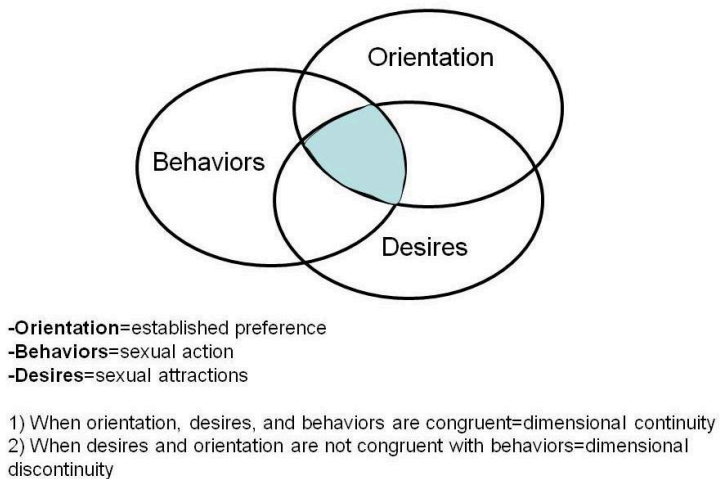 Orientation
Behaviors
Desires
-Orientation=established preference
-Behaviors=sexual action
-Desires=sexual attractions
1) When orientation, desires, and behaviors are congruent=dimensional continuity
2) When desires and orientation are not congruent with behaviors=dimensional
discontinuity